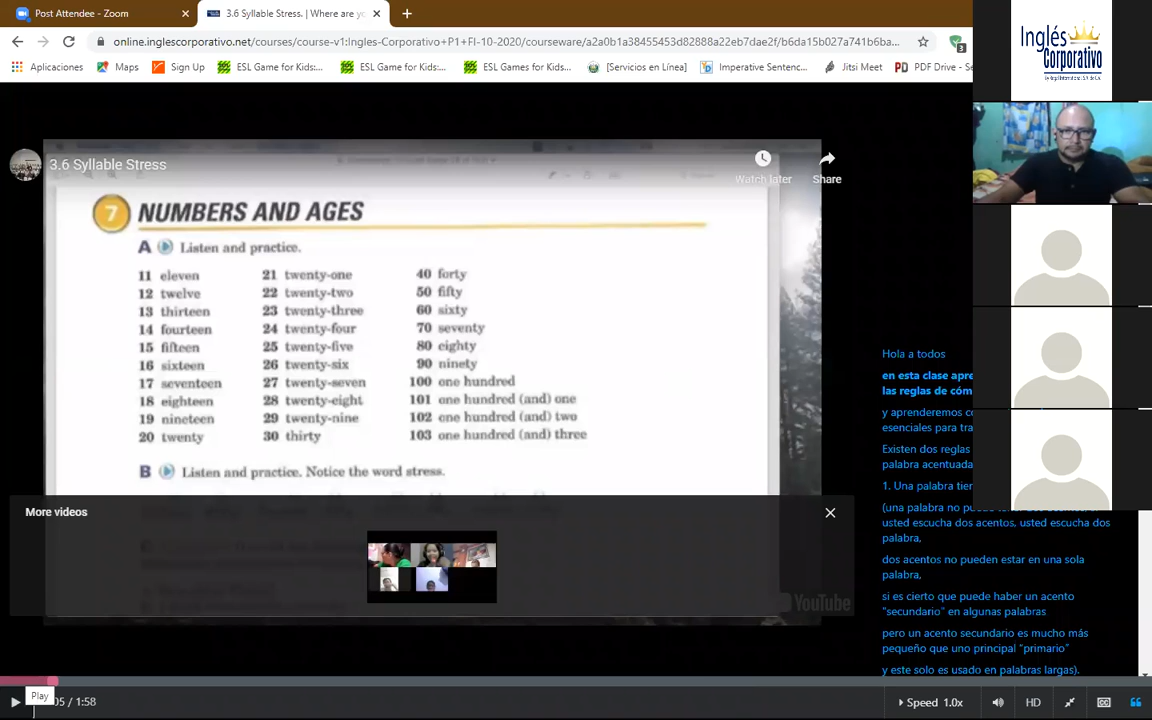 Post Attendee - Zoom
3.6 Syllable Stress. | Where are yo
online.inglescorporativo.net/courses/course-v1:Ingles-Corporativo+P1+FI-10-2020/courseware/a2a0b1a38455453d82888a22eb7dae2f/b6da15b027a741b6ba...
3
Aplicaciones
Maps
Sign Up
ESL Game for Kids:...
ESL Game for Kids:...
ESL Games for Kids...
[Servicios en Línea]
Imperative Sentenc...
Jitsi Meet
PDF Drive - Se
Inglés
Corporativo
3.6 Syllable Stress
Watch later
Share
7 NUMBERS AND AGES
A Listen and practice.
11 eleven
12 twelve
13 thirteen
14 fourteen
15 fifteen
16 sixteen
17 seventeen
18 eighteen
19 nineteen
20 twenty
21 twenty-one
22 twenty-two
23 twenty-three
24 twenty-four
25 twenty-five
26 twenty-six
27 twenty-seven
28 twenty-eight
29 twenty-nine
30 thirty
40 forty
50 fifty
60 sixty
70 seventy
80 eighty
90 ninety
100 one hundred
101 one hundred (and) one
102 one hundred (and) two
103 one hundred (and) three
B Listen and practice. Notice the word stress.
More videos
YouTube
Hola a todos
en esta clase apre
las reglas de cóm
y aprenderemos co
esenciales para tra
Existen dos reglas
palabra acentuada
1. Una palabra tien
(una palabra no
usted escucha dos acentos, usted escucha dos
palabra,
dos acentos no pueden estar en una sola
palabra,
si es cierto que puede haber un acento
"secundario" en algunas palabras
pero un acento secundario es mucho más
pequeño que uno principal "primario"
y este solo es usado en palabras largas).
Play
05 / 1:58
Speed 1.0x
HD